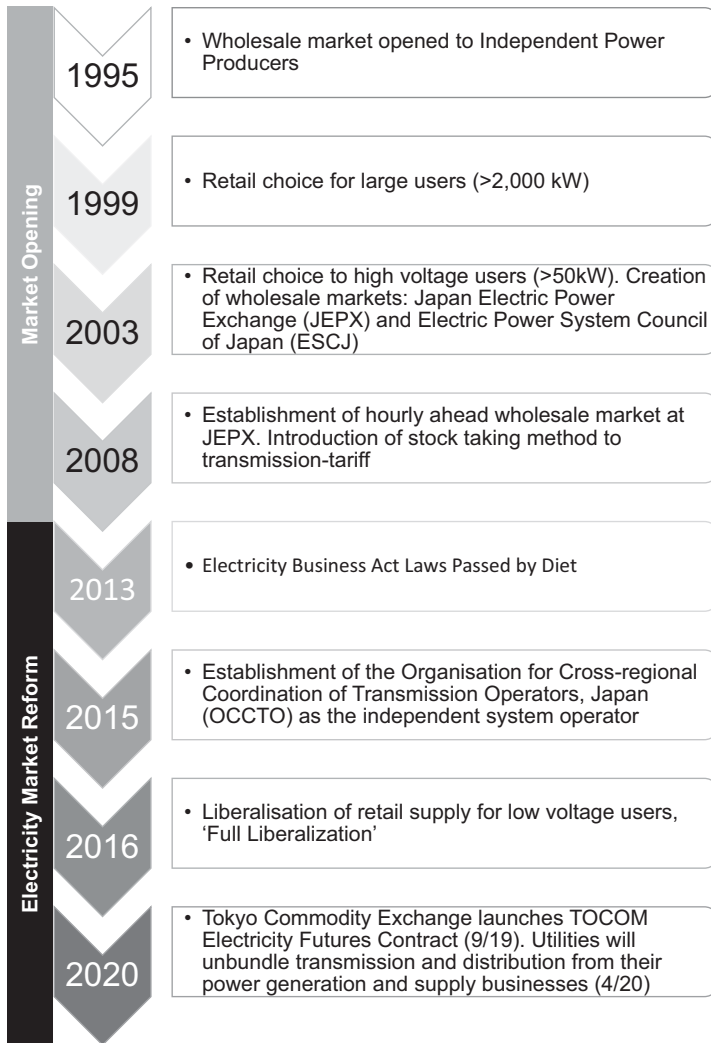 Market Opening
1995
• Wholesale market opened to Independent Power
Producers
1999
• Retail choice for large users (>2,000 kW)
2003
• Retail choice to high voltage users (>50kW). Creation
of wholesale markets: Japan Electric Power
Exchange (JEPX) and Electric Power System Council
of Japan (ESCJ)
2008
• Establishment of hourly ahead wholesale market at
JEPX. Introduction of stock taking method to
transmission-tariff
Electricity Market Reform
2013
• Electricity Business Act Laws Passed by Diet
2015
• Establishment of the Organisation for Cross-regional
Coordination of Transmission Operators, Japan
(OCCTO) as the independent system operator
2016
• Liberalisation of retail supply for low voltage users,
‘Full Liberalization’
2020
• Tokyo Commodity Exchange launches TOCOM
Electricity Futures Contract (9/19). Utilities will
unbundle transmission and distribution from their
power generation and supply businesses (4/20)